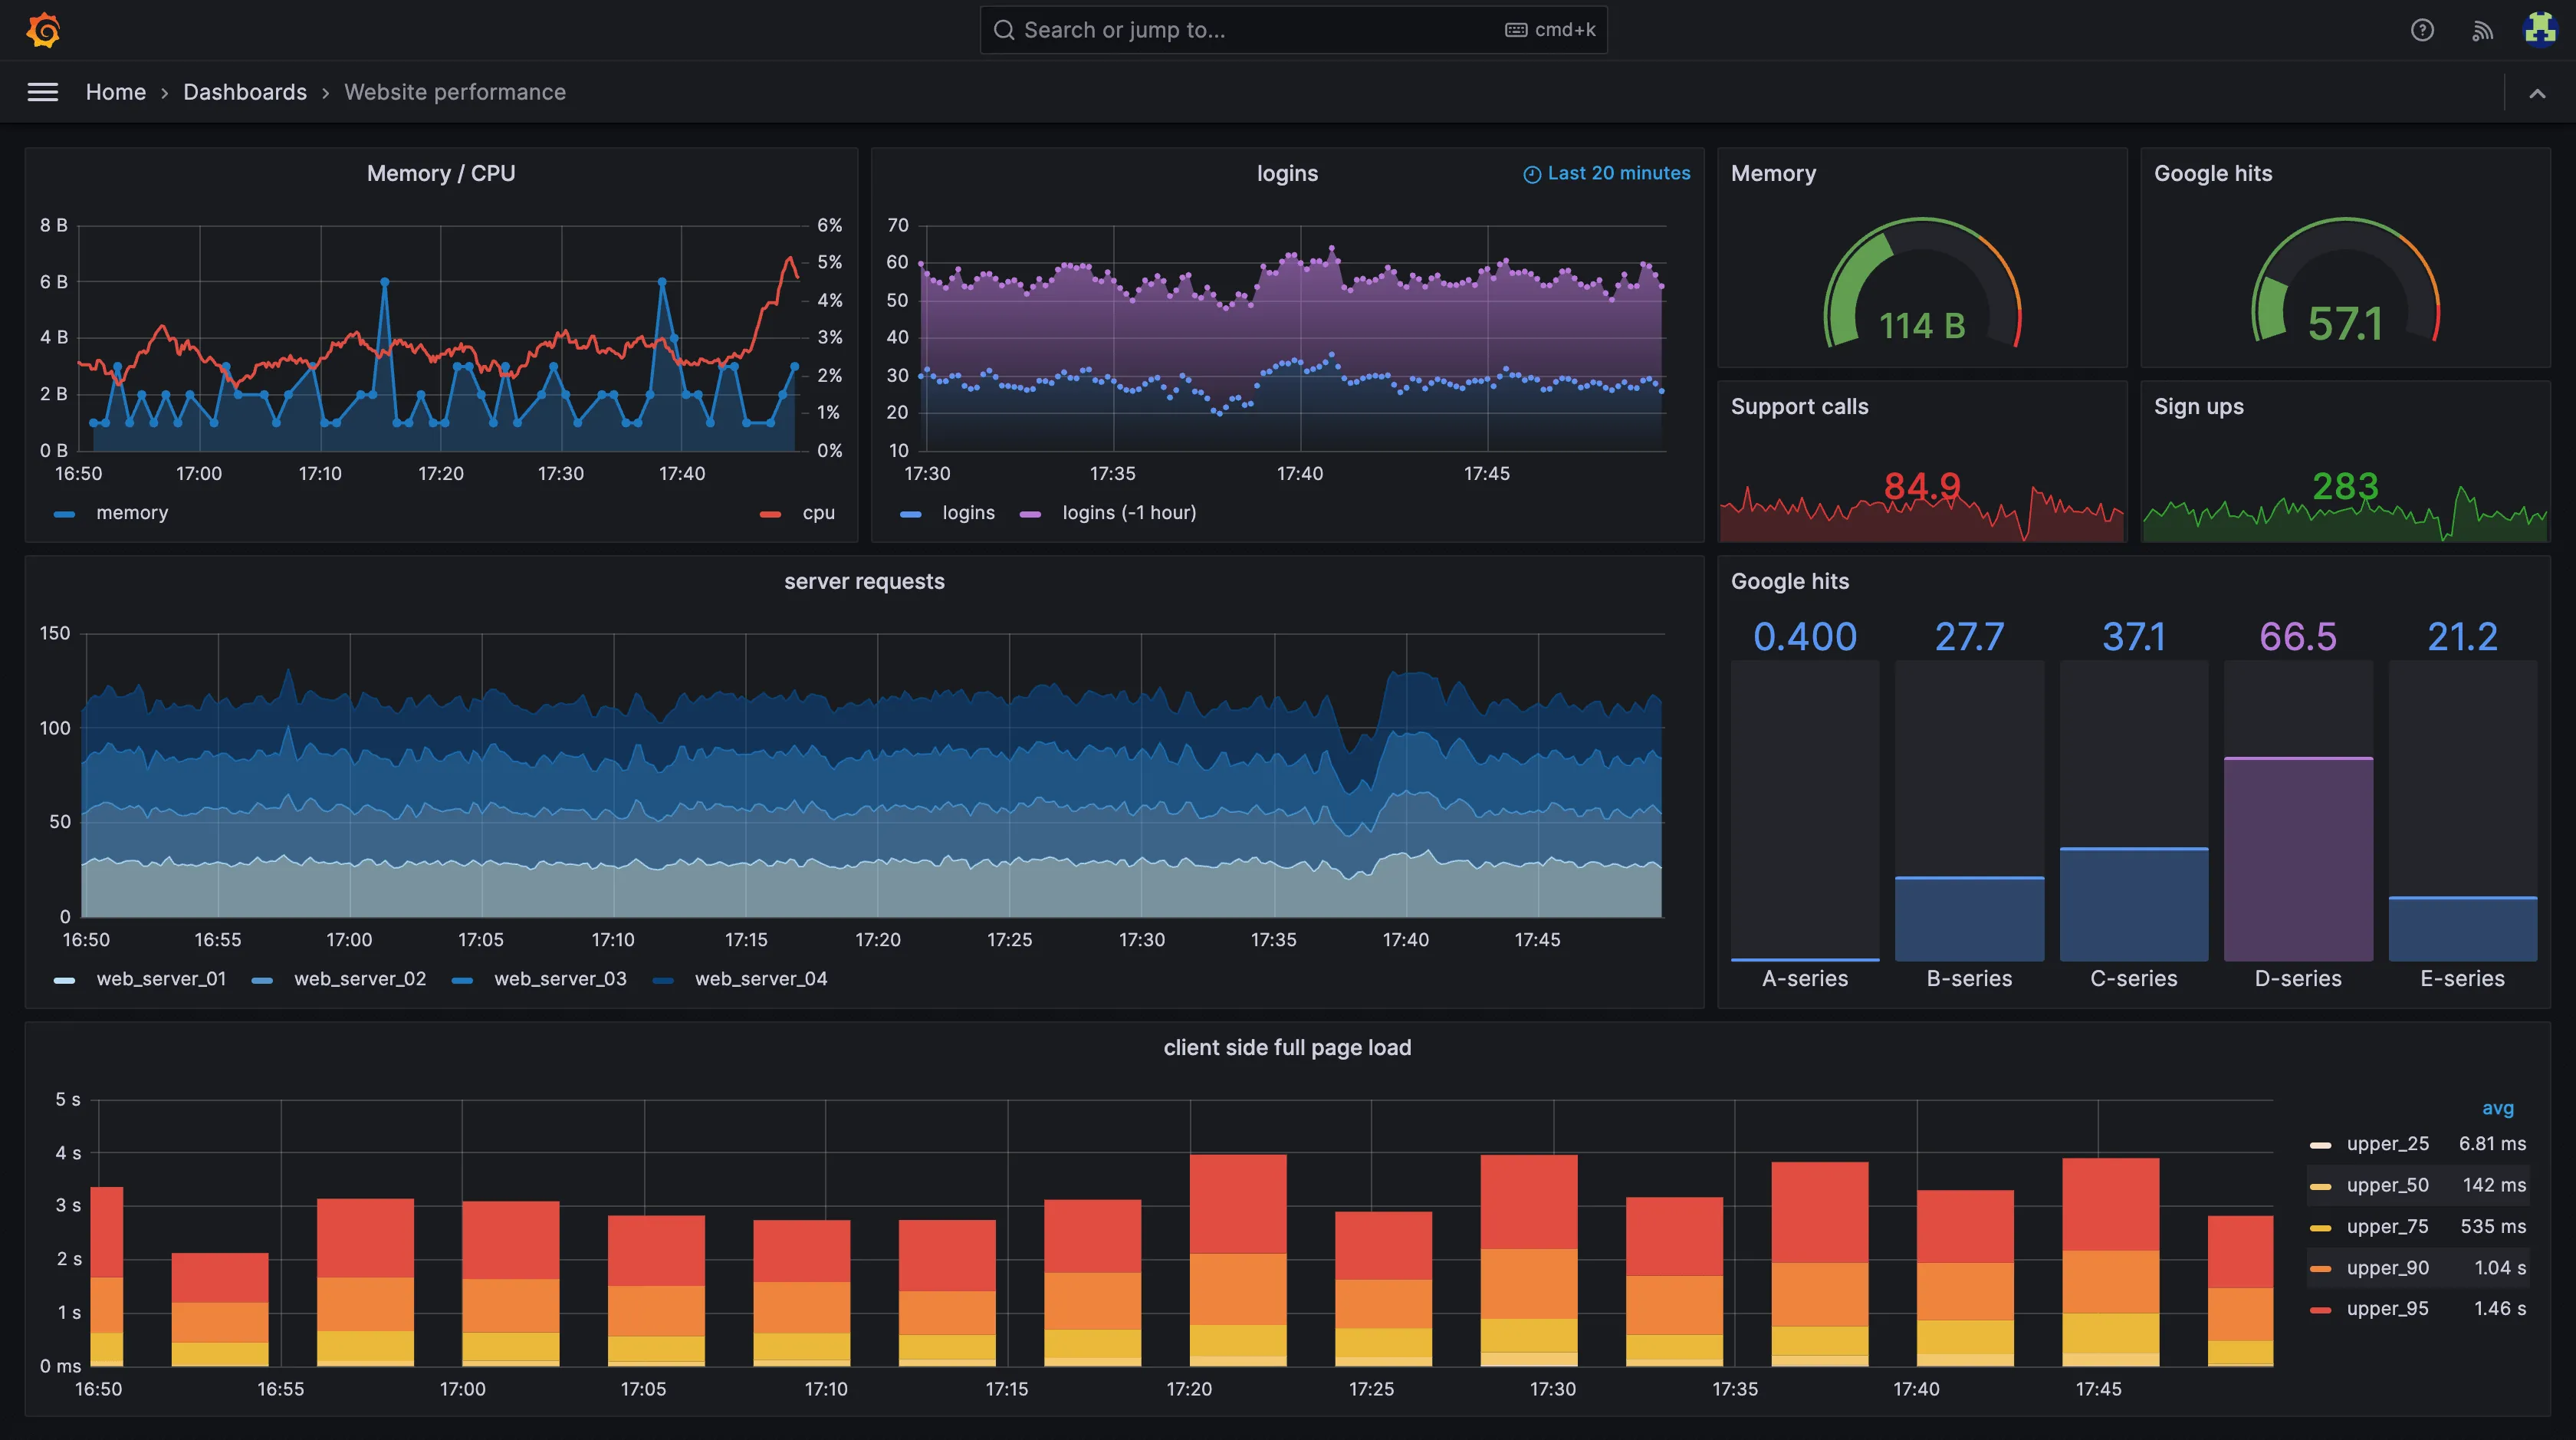 Search or jump to... cmd+k
Home › Dashboards › Website performance
Memory / CPU
8 B
6 B
4 B
2 B
0 B
6%
5%
4%
3%
2%
1%
0%
16:50 17:00 17:10 17:20 17:30 17:40
memory cpu
logins
Last 20 minutes
70
60
50
40
30
20
10
17:30 17:35 17:40 17:45
logins logins (-1 hour)
Memory
114 B
Google hits
57.1
Support calls
84.9
Sign ups
283
server requests
150
100
50
0
16:50 16:55 17:00 17:05 17:10 17:15 17:20 17:25 17:30 17:35 17:40 17:45
web_server_01 web_server_02 web_server_03 web_server_04
Google hits
0.400 27.7 37.1 66.5 21.2
A-series B-series C-series D-series E-series
client side full page load
5 s
4 s
3 s
2 s
1 s
0 ms
16:50 16:55 17:00 17:05 17:10 17:15 17:20 17:25 17:30 17:35 17:40 17:45
avg
upper_25 6.81 ms
upper_50 142 ms
upper_75 535 ms
upper_90 1.04 s
upper_95 1.46 s